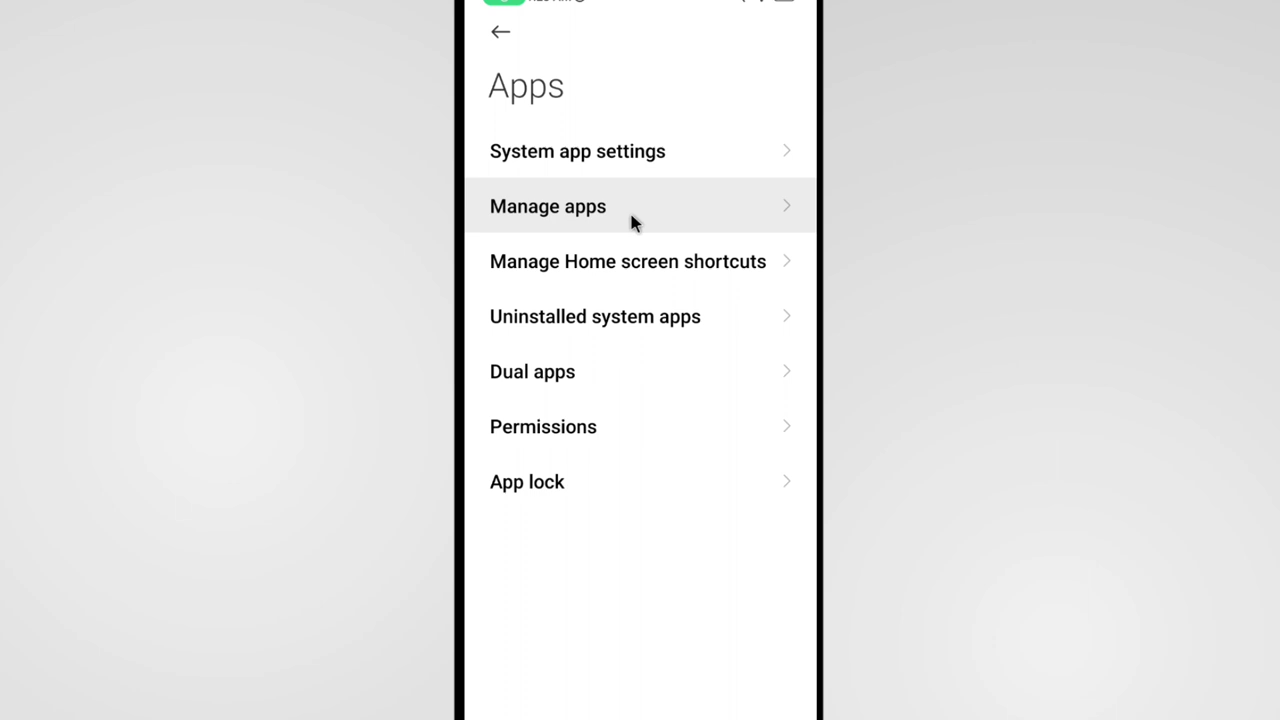 Apps
System app settings
Manage apps
Manage Home screen shortcuts
Uninstalled system apps
Dual apps
Permissions
App lock